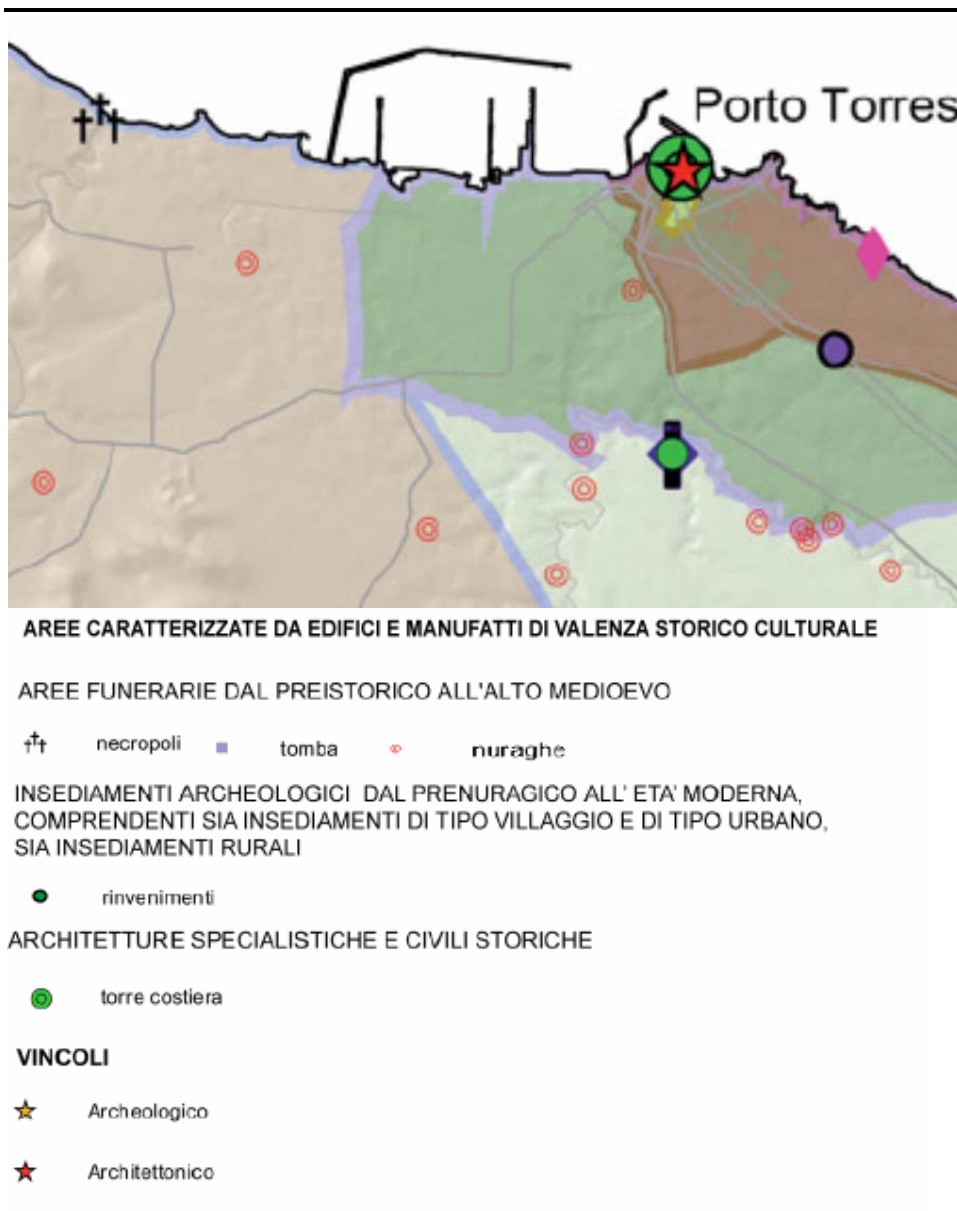 Porto Torres
AREE CARATTERIZZATE DA EDIFICI E MANUFATTI DI VALENZA STORICO CULTURALE
AREE FUNERARIE DAL PREISTORICO ALL'ALTO MEDIOEVO
necropoli tomba nuraghe
INSEDIAMENTI ARCHEOLOGICI DAL PRENURAGICO ALL' ETA' MODERNA,
COMPRENDENTI SIA INSEDIAMENTI DI TIPO VILLAGGIO E DI TIPO URBANO,
SIA INSEDIAMENTI RURALI
rinvenimenti
ARCHITETTURE SPECIALISTICHE E CIVILI STORICHE
torre costiera
VINCOLI
Archeologico
Architettonico